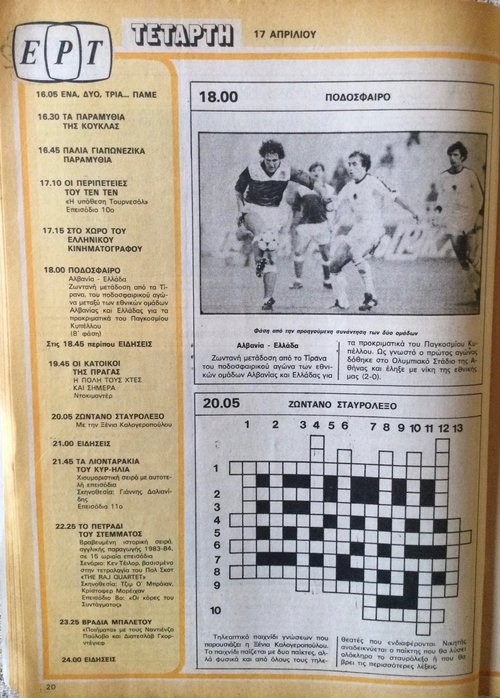 ΕΡΤ
ΤΕΤΑΡΤΗ
17 ΑΠΡΙΛΙΟΥ
16.05 ΕΝΑ, ΔΥΟ, ΤΡΙΑ... ΠΑΜΕ
16.30 ΤΑ ΠΑΡΑΜΥΘΙΑ
ΤΗΣ ΚΟΥΚΛΑΣ
16.45 ΠΑΛΙΑ ΓΙΑΠΩΝΕΖΙΚΑ
ΠΑΡΑΜΥΘΙΑ
17.10 ΟΙ ΠΕΡΙΠΕΤΕΙΕΣ
ΤΟΥ ΤΕΝ ΤΕΝ
«Η υπόθεση Τουρνεσόλ»
Επεισόδιο 10ο
17.15 ΣΤΟ ΧΩΡΟ ΤΟΥ
ΕΛΛΗΝΙΚΟΥ
ΚΙΝΗΜΑΤΟΓΡΑΦΟΥ
18.00 ΠΟΔΟΣΦΑΙΡΟ
Αλβανία - Ελλάδα
Ζωντανή μετάδοση από τα Τί-
ρανα, του ποδοσφαιρικού αγώ-
να μεταξύ των εθνικών ομάδων
Αλβανίας και Ελλάδας για τα
προκριματικά του Παγκοσμίου
Κυπέλλου
(Β΄ φάση)
Στις 18.45 περίπου ΕΙΔΗΣΕΙΣ
19.45 ΟΙ ΚΑΤΟΙΚΟΙ
ΤΗΣ ΠΡΑΓΑΣ
Η ΠΟΛΗ ΤΟΥΣ ΧΤΕΣ
ΚΑΙ ΣΗΜΕΡΑ
Ντοκιμαντέρ
20.05 ΖΩΝΤΑΝΟ ΣΤΑΥΡΟΛΕΞΟ
Με την Ξένια Καλογεροπούλου
21.00 ΕΙΔΗΣΕΙΣ
21.45 ΤΑ ΛΙΟΝΤΑΡΑΚΙΑ
ΤΟΥ ΚΥΡ-ΗΛΙΑ
Χιουμοριστική σειρά με αυτοτε-
λή επεισόδια
Σκηνοθεσία: Γιάννης Δαλιανί-
δης
Επεισόδιο 11ο
22.25 ΤΟ ΠΕΤΡΑΔΙ
ΤΟΥ ΣΤΕΜΜΑΤΟΣ
Βραβευμένη ιστορική σειρά,
αγγλικής παραγωγής 1983-84,
σε 15 ωριαία επεισόδια
Σενάριο: Κεν Τέιλορ, βασισμένο
στην τετραλογία του Πολ Σκοτ
«THE RAJ QUARTET»
Σκηνοθεσία: Τζιμ Ο' Μπράιαν,
Κρίστοφερ Μοράχαν
Επεισόδιο 8ο: «Οι κόρες του
Συντάγματος»
23.25 ΒΡΑΔΙΑ ΜΠΑΛΕΤΟΥ
«Ποιήματα» με τους Ναντιέντα
Παύλοβα και Διατσεσλάβ Γκορ-
ντέγιεφ
24.00 ΕΙΔΗΣΕΙΣ
20
18.00 ΠΟΔΟΣΦΑΙΡΟ
Φάση από την προηγούμενη συνάντηση των δυο ομάδων
Αλβανία - Ελλάδα
Ζωντανή μετάδοση από το Τίρανα
του ποδοσφαιρικού αγώνα των εθνι-
κών ομάδων Αλβανίας και Ελλάδας για
τα προκριματικά του Παγκοσμίου Κυ-
πέλλου. Ως γνωστό ο πρώτος αγώνας
δόθηκε στο Ολυμπιακό Στάδιο της Α-
θήνας και έληξε με νίκη της εθνικής
μας (2-0).
20.05 ΖΩΝΤΑΝΟ ΣΤΑΥΡΟΛΕΞΟ
1 2 3 4 5 6 7 8 9 10 11 12 13
1
2
3
4
5
6
7
8
9
10
Τηλεοπτικό παιχνίδι γνώσεων που
παρουσιάζει η Ξένια Καλογεροπούλου.
Το παιχνίδι παίζεται με δυο παίκτες, αλ-
λά φυσικά και από όλους τους τηλε-
θεατές που ενδιαφέρονται. Νικητής
αναδεικνύεται ο παίκτης που θα λύσει
ολόκληρο το σταυρόλεξο ή που θα
βρει τις περισσότερες λέξεις.